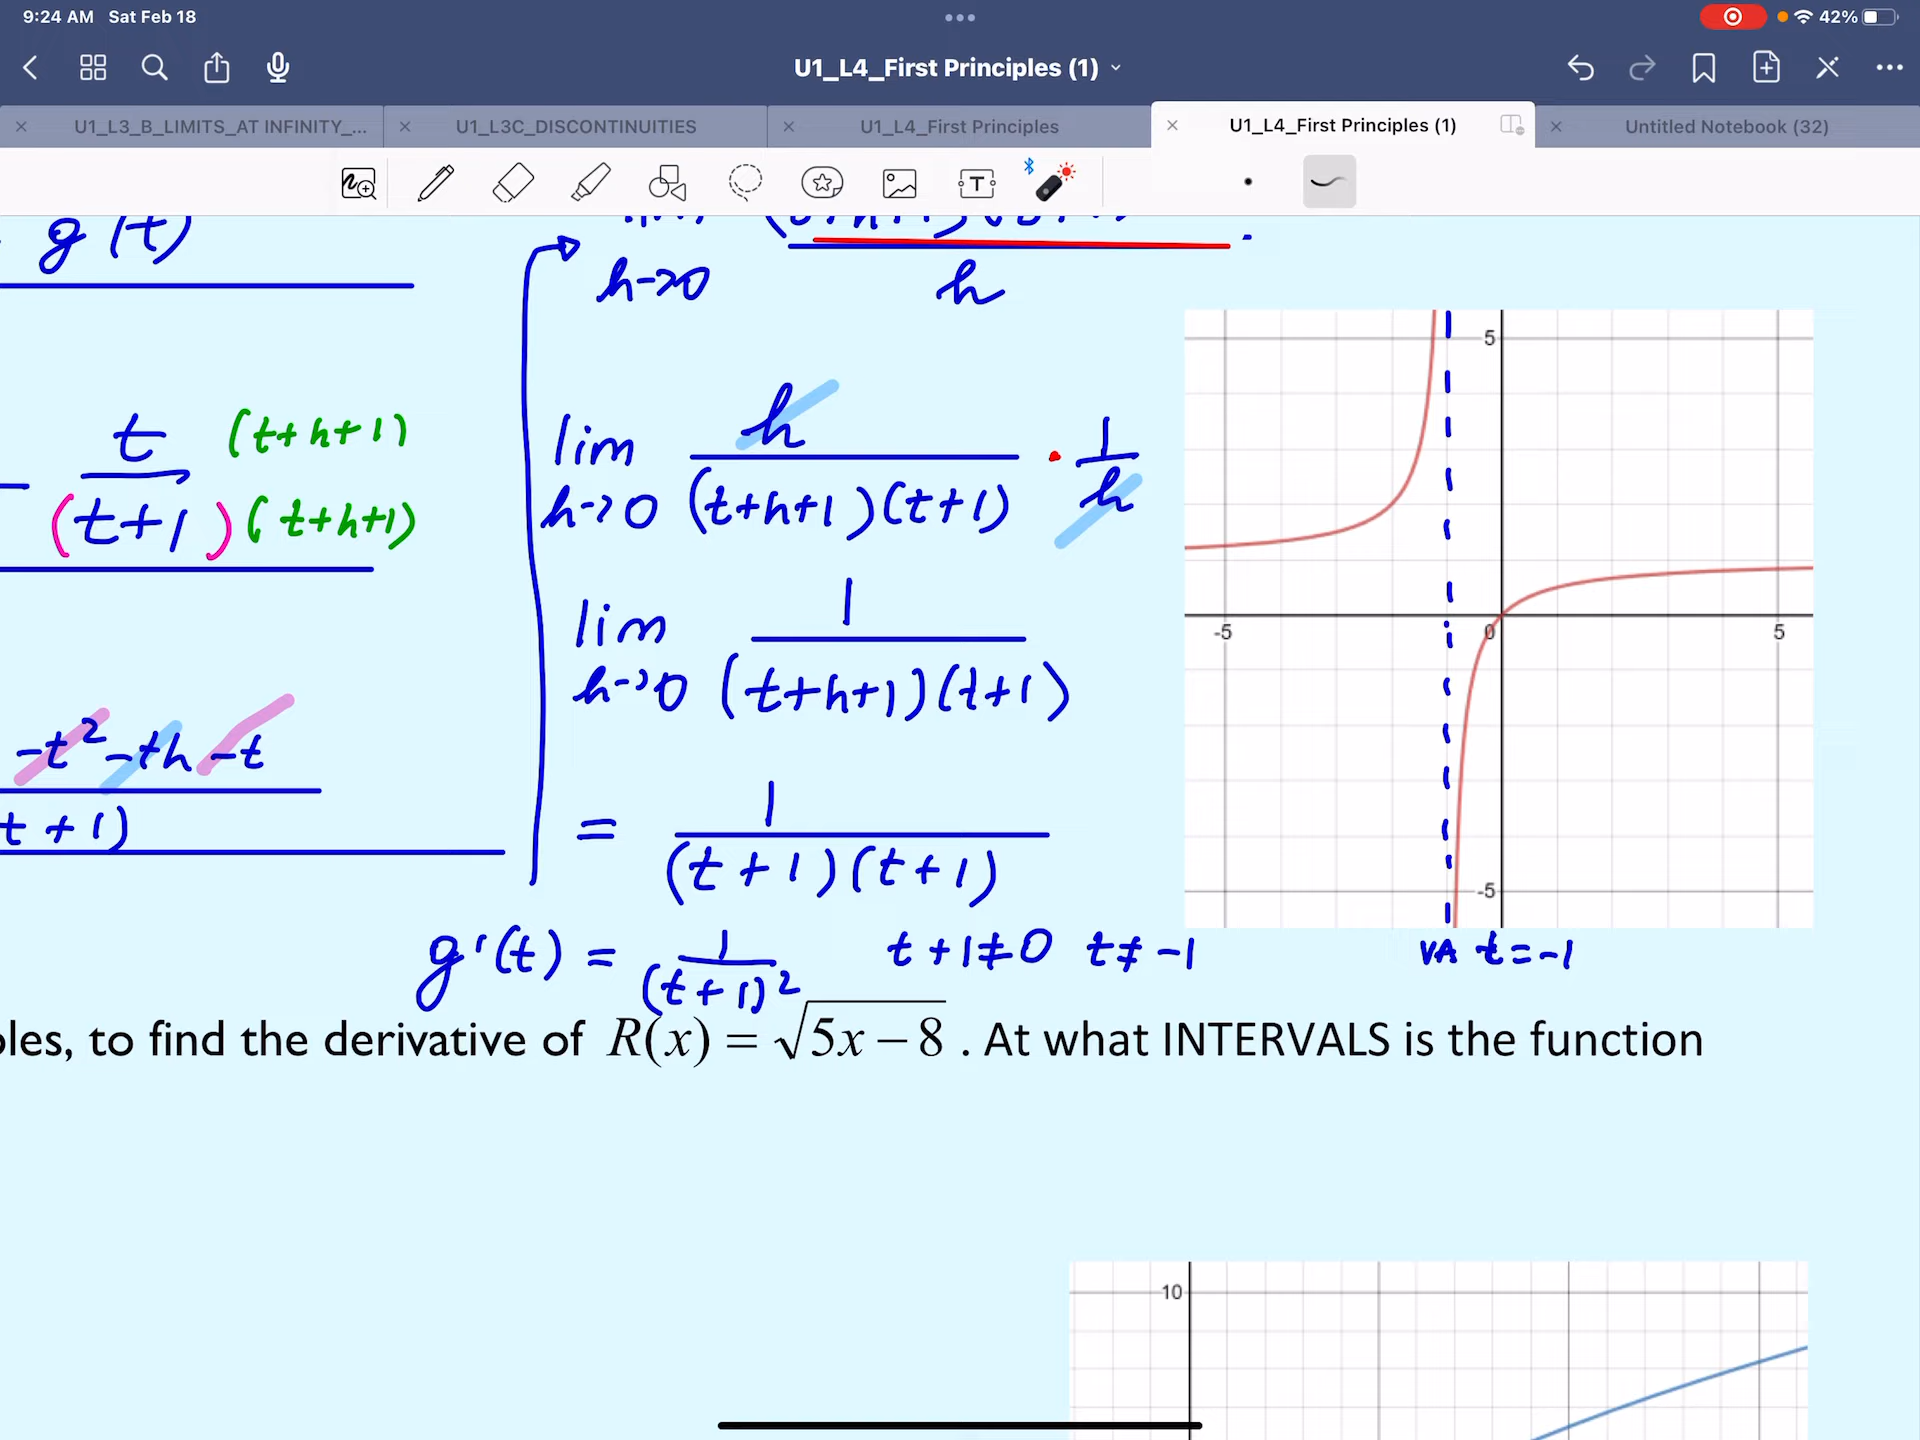 9:24 AM Sat Feb 18
42%
U1_L4_First Principles (1)
U1_L3_B_LIMITS_AT INFINITY_...
U1_L3C_DISCONTINUITIES
U1_L4_First Principles
U1_L4_First Principles (1)
Untitled Notebook (32)
g(t)
h→0
h
t (t+h+1)
(t+1)(t+h+1)
-t² -th -t
t+1)
lim h/((t+h+1)(t+1)) · 1/h
h→0
lim 1/((t+h+1)(t+1))
h→0
= 1/((t+1)(t+1))
g'(t) = 1/(t+1)² t+1≠0 t≠-1
5
-5
0
5
-5
VA t=-1
les, to find the derivative of R(x) = √5x – 8 . At what INTERVALS is the function
10